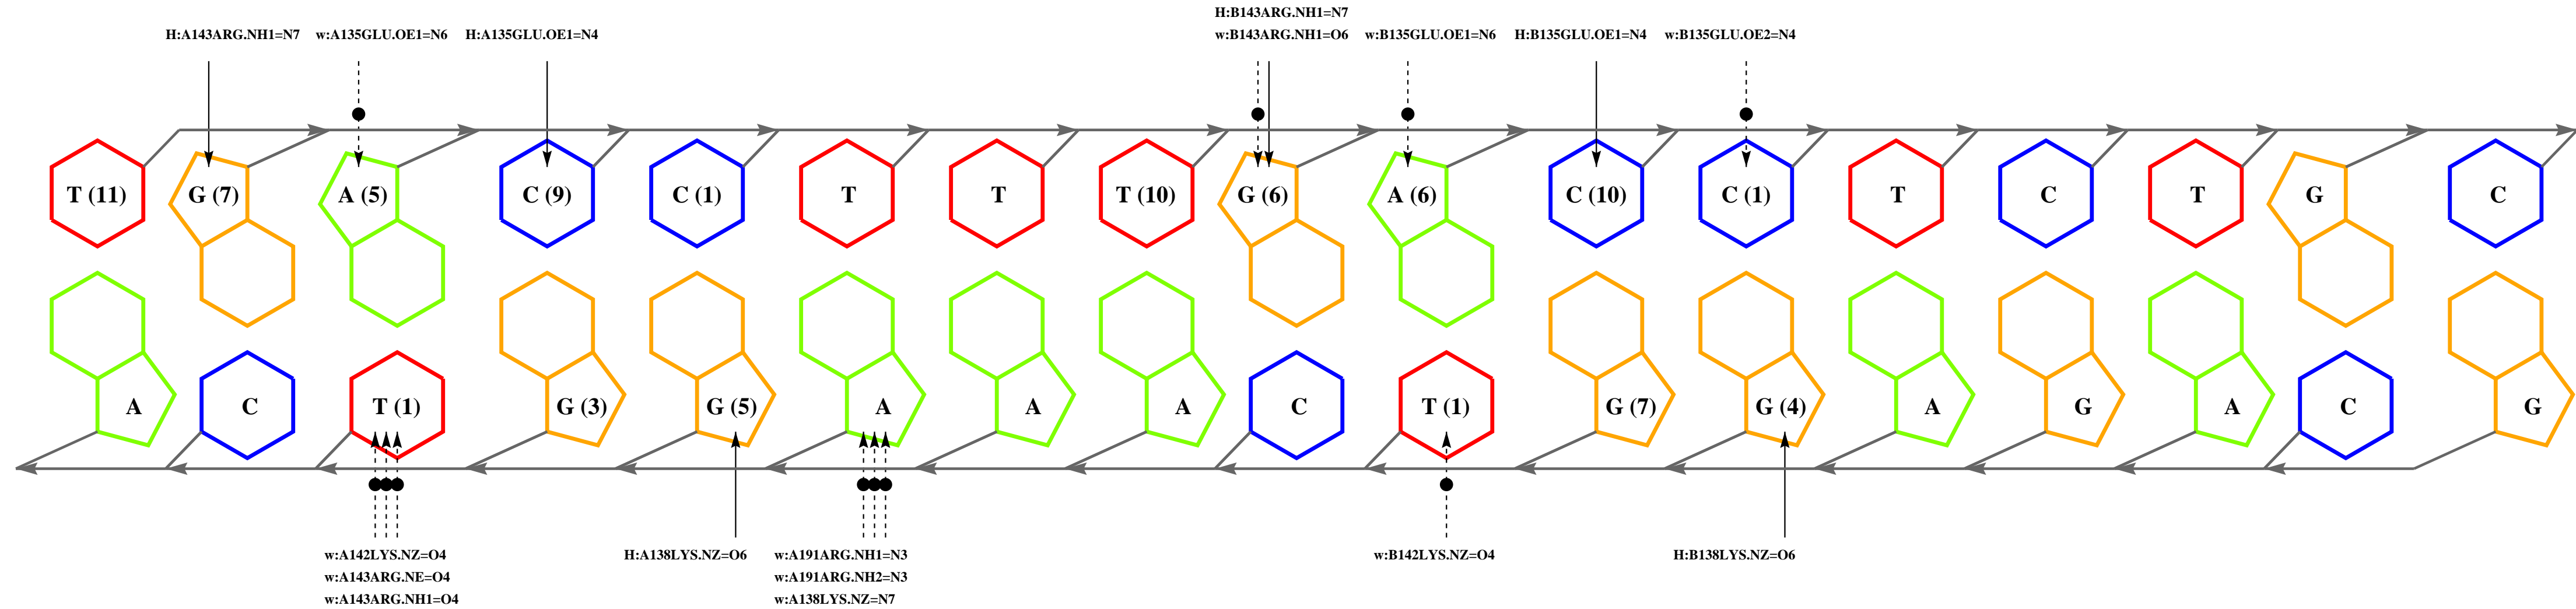 H:B143ARG.NH1=N7
H:A143ARG.NH1=N7 w:A135GLU.OE1=N6 H:A135GLU.OE1=N4 w:B143ARG.NH1=O6 w:B135GLU.OE1=N6 H:B135GLU.OE1=N4 w:B135GLU.OE2=N4
T (11) G (7) A (5) C (9) C (1) T T T (10) G (6) A (6) C (10) C (1) T C T G C
A C T (1) G (3) G (5) A A A C T (1) G (7) G (4) A G A C G
w:A142LYS.NZ=O4 H:A138LYS.NZ=O6 w:A191ARG.NH1=N3 w:B142LYS.NZ=O4 H:B138LYS.NZ=O6
w:A143ARG.NE=O4 w:A191ARG.NH2=N3
w:A143ARG.NH1=O4 w:A138LYS.NZ=N7